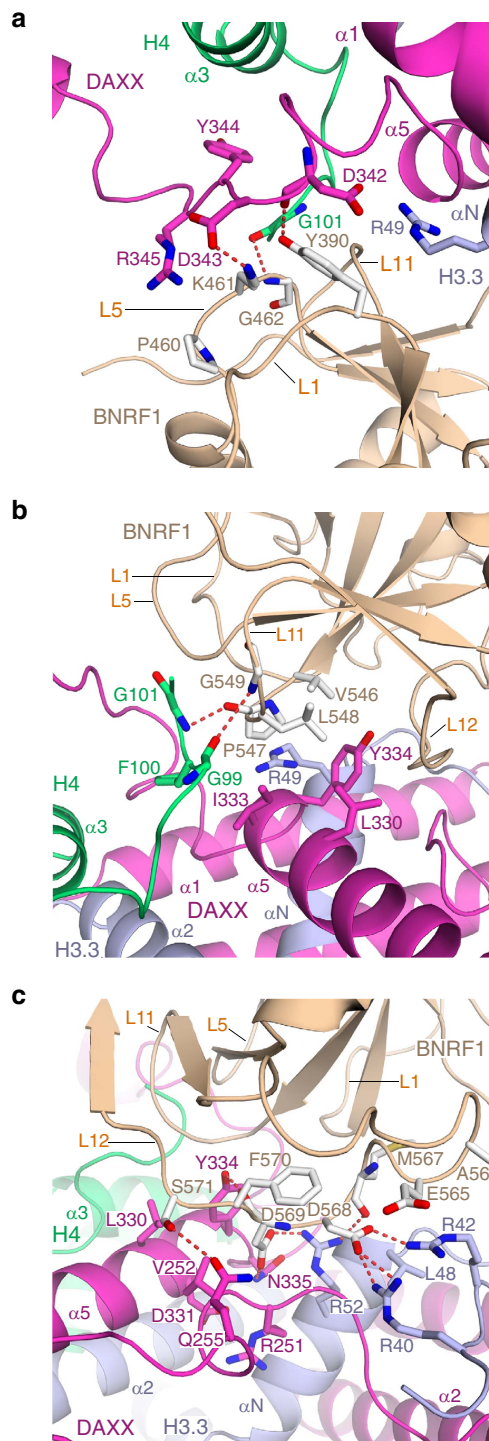 a
H4
α3
α1
DAXX
Y344
α5
D342
αN
G101
R49
Y390
R345 D343
K461
L11
H3.3
L5
G462
P460
L1
BNRF1
b
BNRF1
L1
L5
L11
G549
G101
V546
L548
L12
P547
Y334
F100
R49
H4
G99
I333
α3
L330
α1
α5
DAXX
αN
H3.3
α2
c
L11
L5
BNRF1
L1
L12
Y334
F570
M567
S571
E565
D569
D568
α3
L330
R42
H4
V252
N335
L48
D331
R52
α5
Q255
R251
R40
α2
αN
α2
DAXX
H3.3